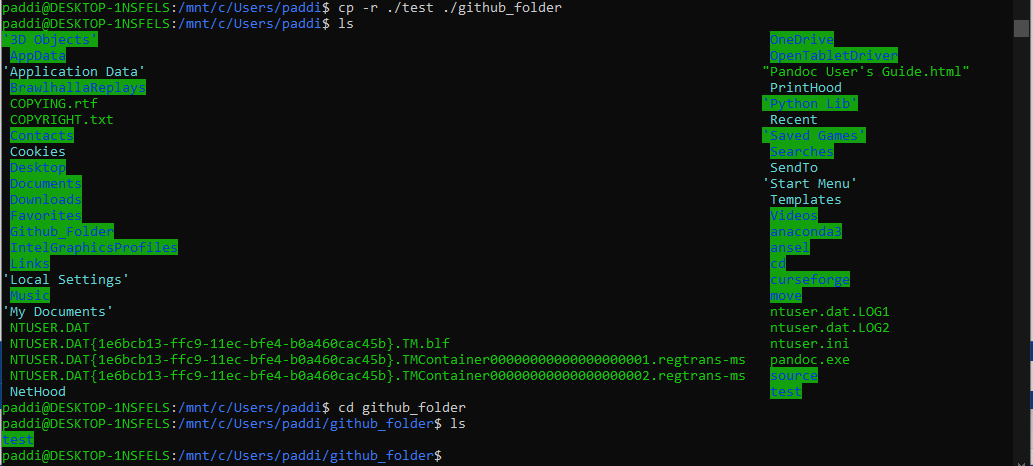 paddi@DESKTOP-1NSFELS:/mnt/c/Users/paddi$ cp -r ./test ./github_folder
paddi@DESKTOP-1NSFELS:/mnt/c/Users/paddi$ ls
'3D Objects' OneDrive
AppData OpenTabletDriver
'Application Data' "Pandoc User's Guide.html"
BrawlhallaReplays PrintHood
COPYING.rtf 'Python Lib'
COPYRIGHT.txt Recent
Contacts 'Saved Games'
Cookies Searches
Desktop SendTo
Documents 'Start Menu'
Downloads Templates
Favorites Videos
Github_Folder anaconda3
IntelGraphicsProfiles ansel
Links cd
'Local Settings' curseforge
Music move
'My Documents' ntuser.dat.LOG1
NTUSER.DAT ntuser.dat.LOG2
NTUSER.DAT{1e6bcb13-ffc9-11ec-bfe4-b0a460cac45b}.TM.blf ntuser.ini
NTUSER.DAT{1e6bcb13-ffc9-11ec-bfe4-b0a460cac45b}.TMContainer00000000000000000001.regtrans-ms pandoc.exe
NTUSER.DAT{1e6bcb13-ffc9-11ec-bfe4-b0a460cac45b}.TMContainer00000000000000000002.regtrans-ms source
NetHood test
paddi@DESKTOP-1NSFELS:/mnt/c/Users/paddi$ cd github_folder
paddi@DESKTOP-1NSFELS:/mnt/c/Users/paddi/github_folder$ ls
test
paddi@DESKTOP-1NSFELS:/mnt/c/Users/paddi/github_folder$